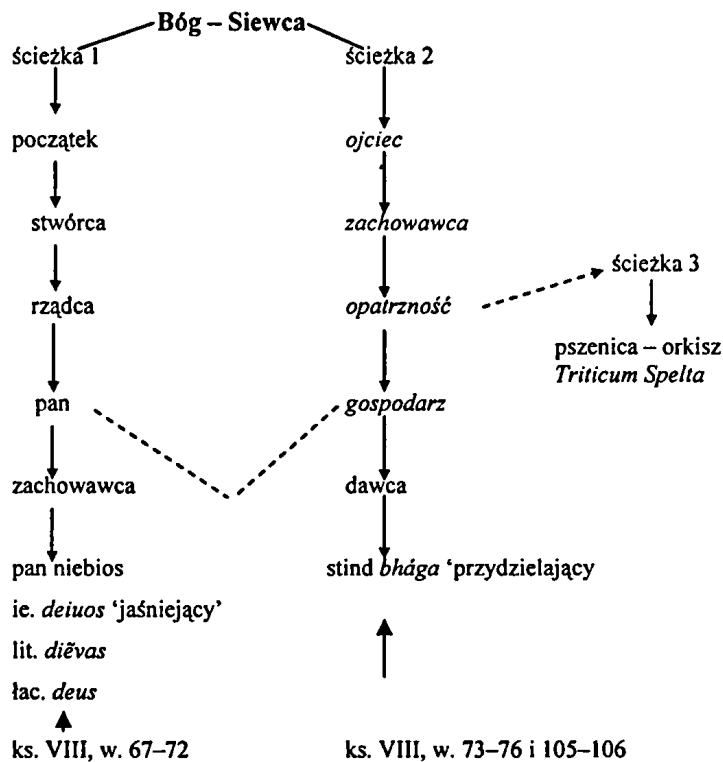 Bóg – Siewca
ścieżka 1
początek
stwórca
rządca
pan
zachowawca
pan niebios
ie. deiuos ‘jaśniejący’
lit. diẽvas
łac. deus
ks. VIII, w. 67–72
ścieżka 2
ojciec
zachowawca
opatrzność
gospodarz
dawca
stind bhága ‘przydzielający
ks. VIII, w. 73–76 i 105–106
ścieżka 3
pszenica – orkisz
Triticum Spelta